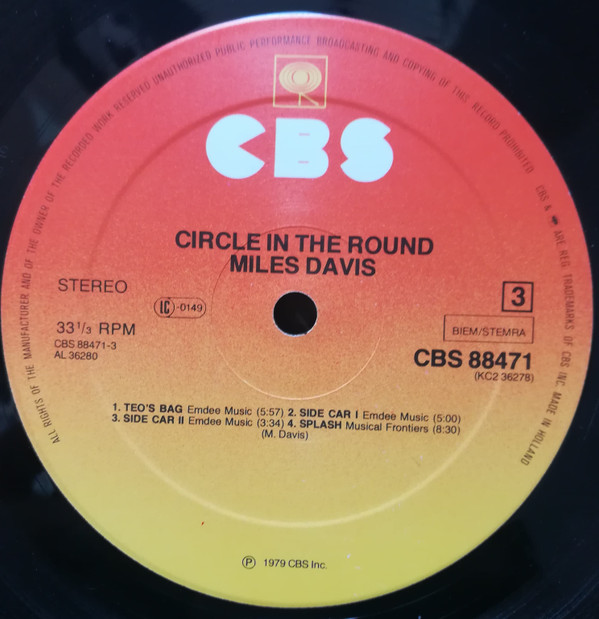 ALL RIGHTS OF THE MANUFACTURER AND OF THE OWNER OF THE RECORDED WORK RESERVED UNAUTHORIZED PUBLIC PERFORMANCE BROADCASTING AND COPYING OF THIS RECORD PROHIBITED CBS & ARE REG. TRADEMARKS OF CBS INC. MADE IN HOLLAND
CBS
CIRCLE IN THE ROUND
MILES DAVIS
STEREO
LC-0149
3
33 1/3 RPM
BIEM/STEMRA
CBS 88471-3
AL 36280
CBS 88471
(KC2 36278)
1. TEO'S BAG Emdee Music (5:57) 2. SIDE CAR I Emdee Music (5:00)
3. SIDE CAR II Emdee Music (3:34) 4. SPLASH Musical Frontiers (8:30)
(M. Davis)
℗ 1979 CBS Inc.